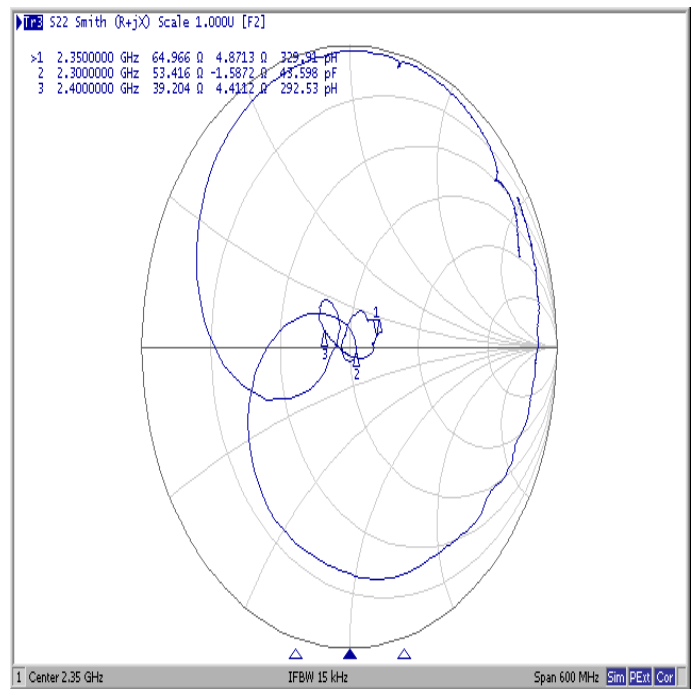 Tr3 S22 Smith (R+jX) Scale 1.000U [F2]
>1 2.3500000 GHz 64.966 Ω 4.8713 Ω 329.91 pH
2 2.3000000 GHz 53.416 Ω -1.5872 Ω 43.598 pF
3 2.4000000 GHz 39.204 Ω 4.4112 Ω 292.53 pH
1
3
2
1 Center 2.35 GHz IFBW 15 kHz Span 600 MHz Sim PExt Cor